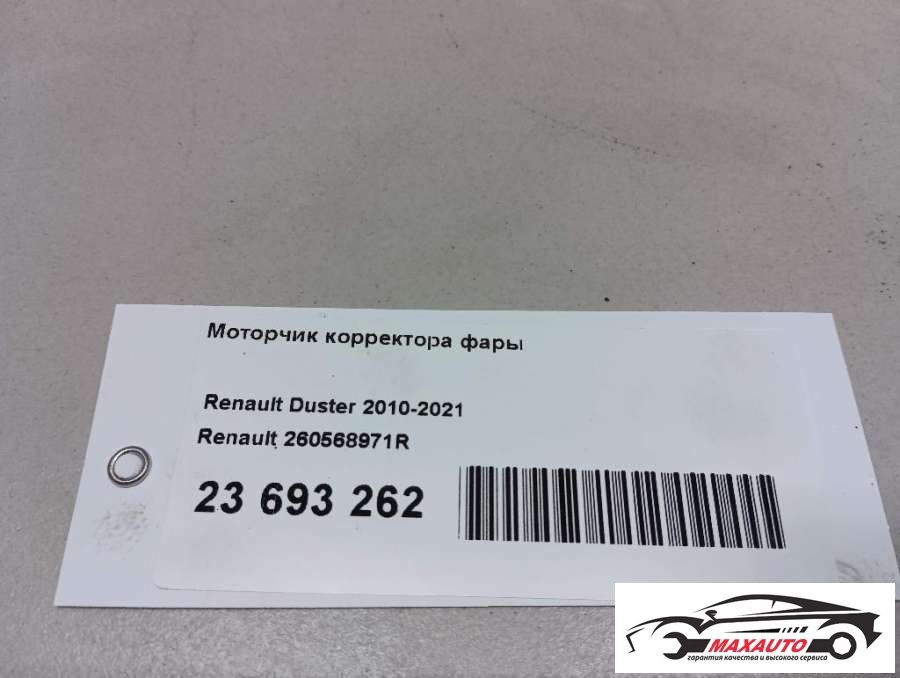 Моторчик корректора фары
Renault Duster 2010-2021
Renault 260568971R
23 693 262
MAXAUTO
гарантия качества и высокого сервиса